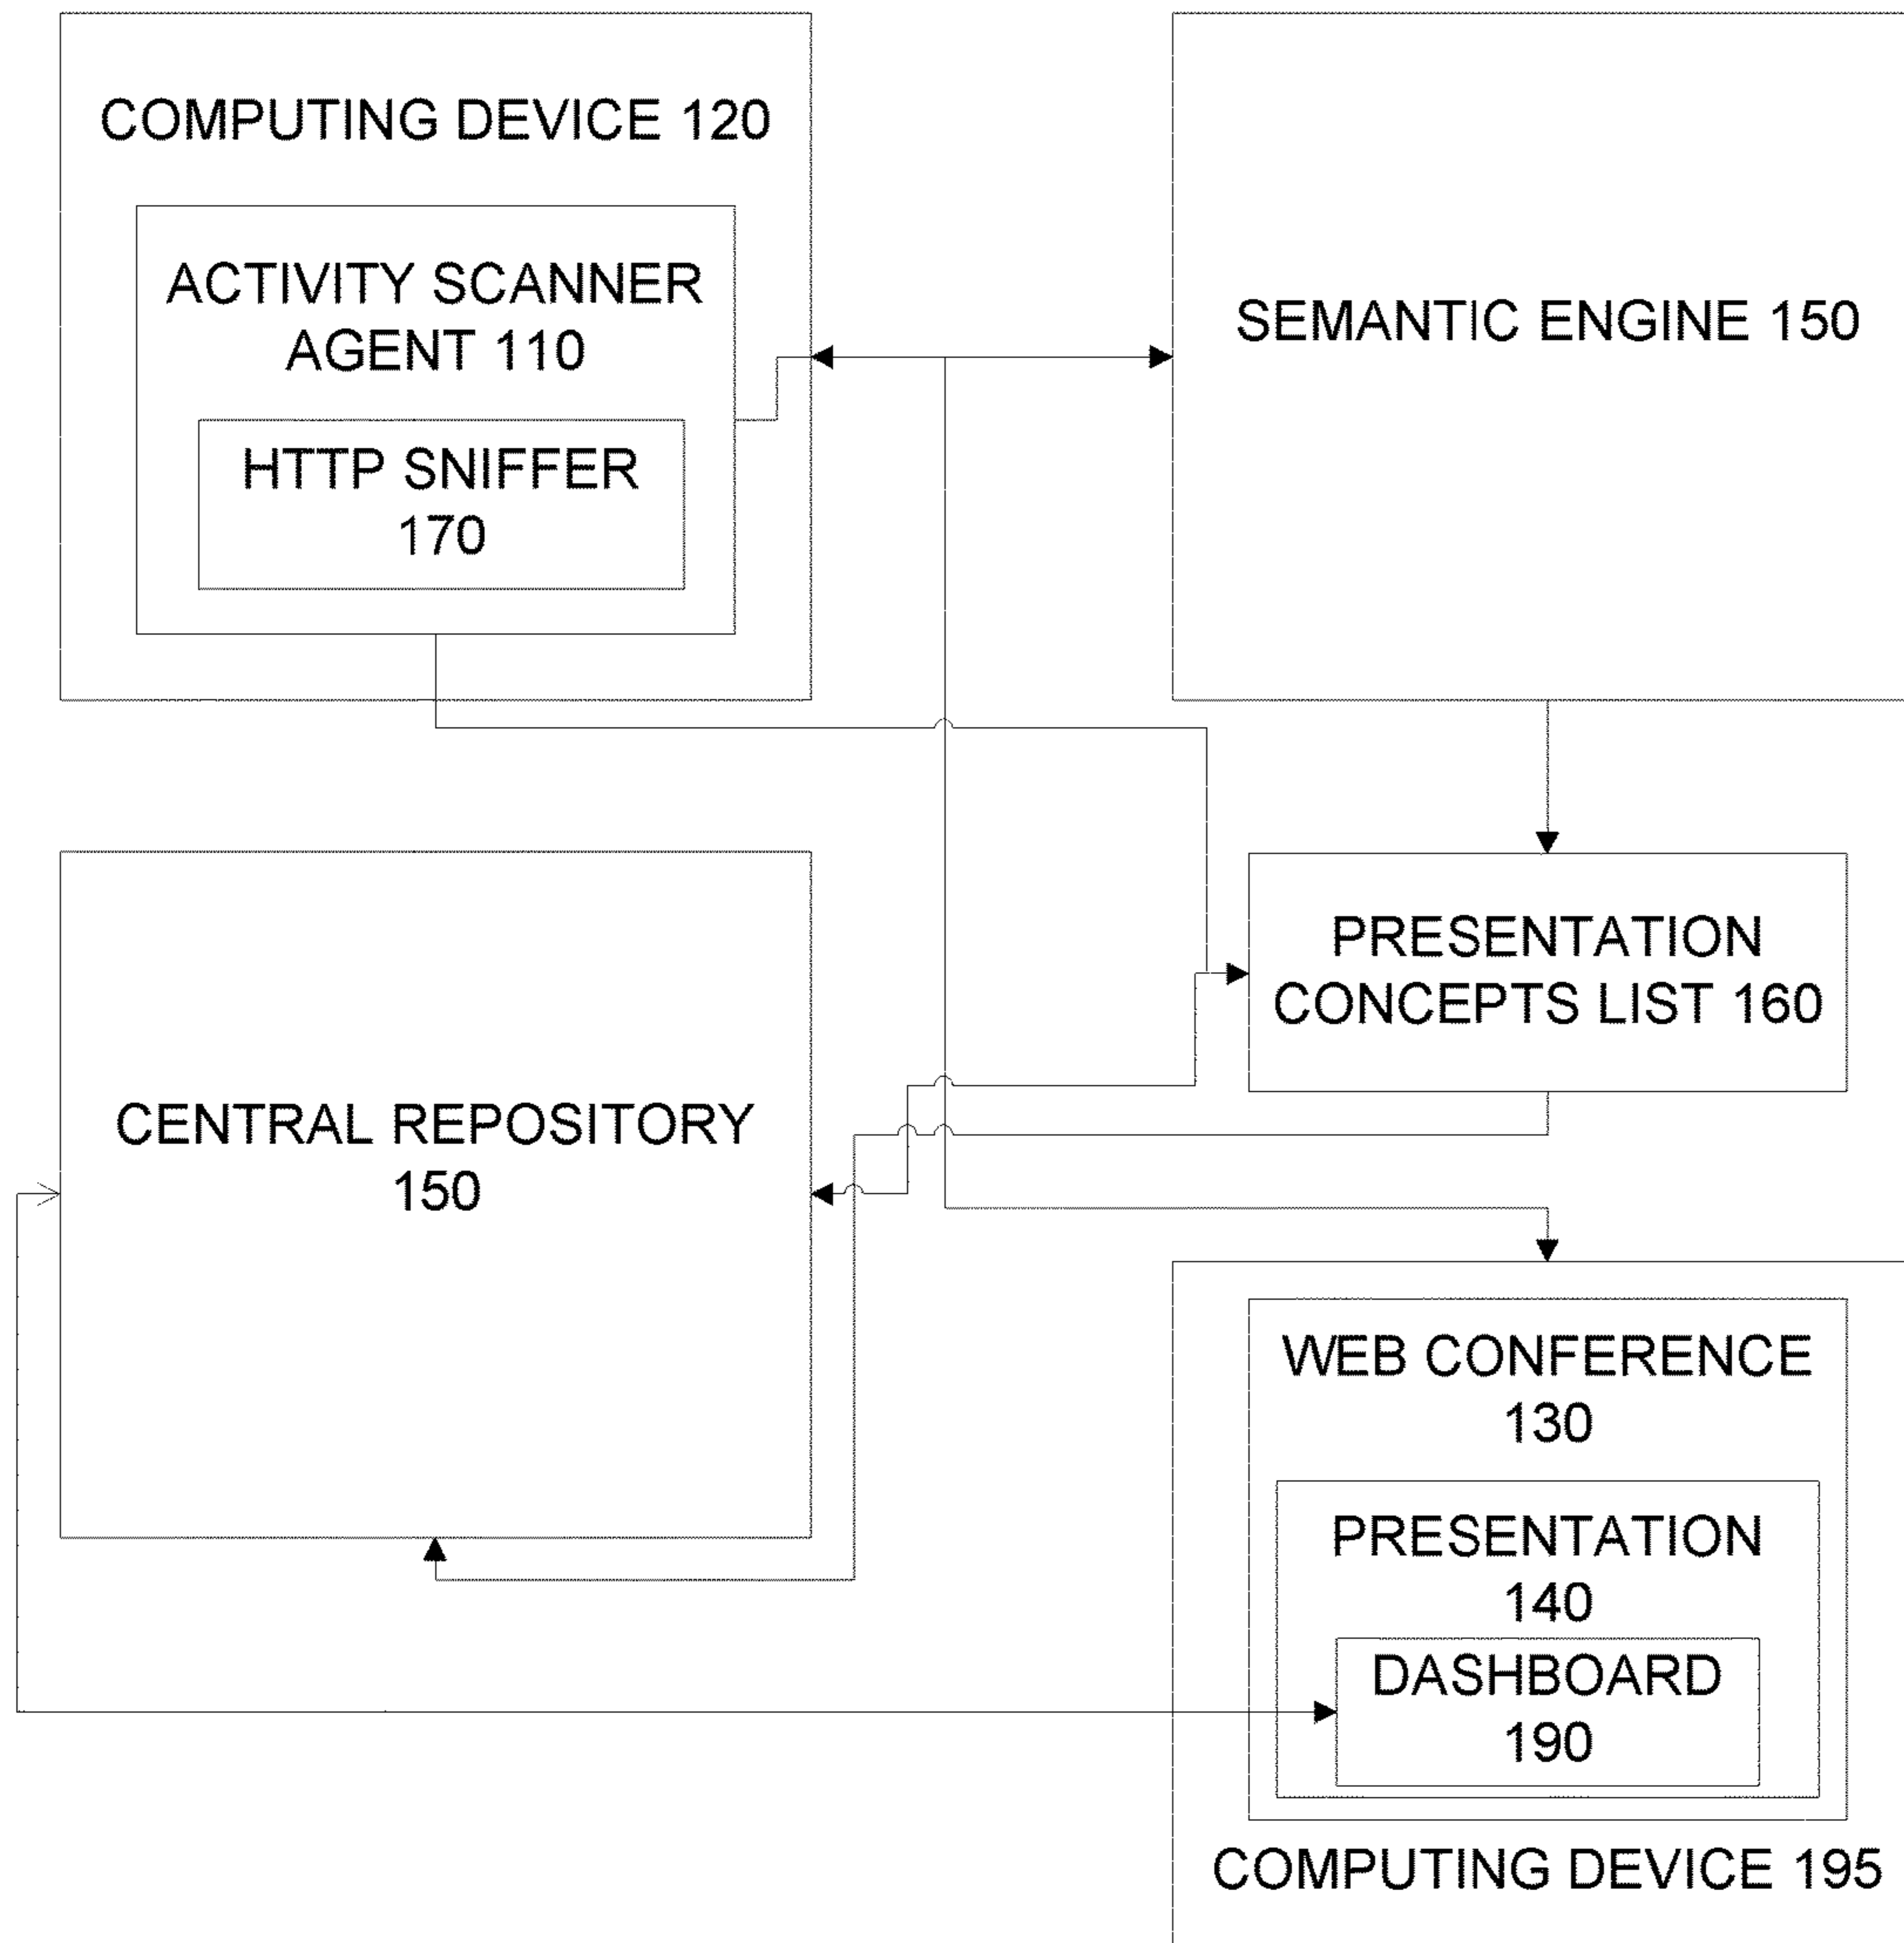 COMPUTING DEVICE 120
ACTIVITY SCANNER
AGENT 110
HTTP SNIFFER
170
SEMANTIC ENGINE 150
PRESENTATION
CONCEPTS LIST 160
CENTRAL REPOSITORY
150
WEB CONFERENCE
130
PRESENTATION
140
DASHBOARD
190
COMPUTING DEVICE 195